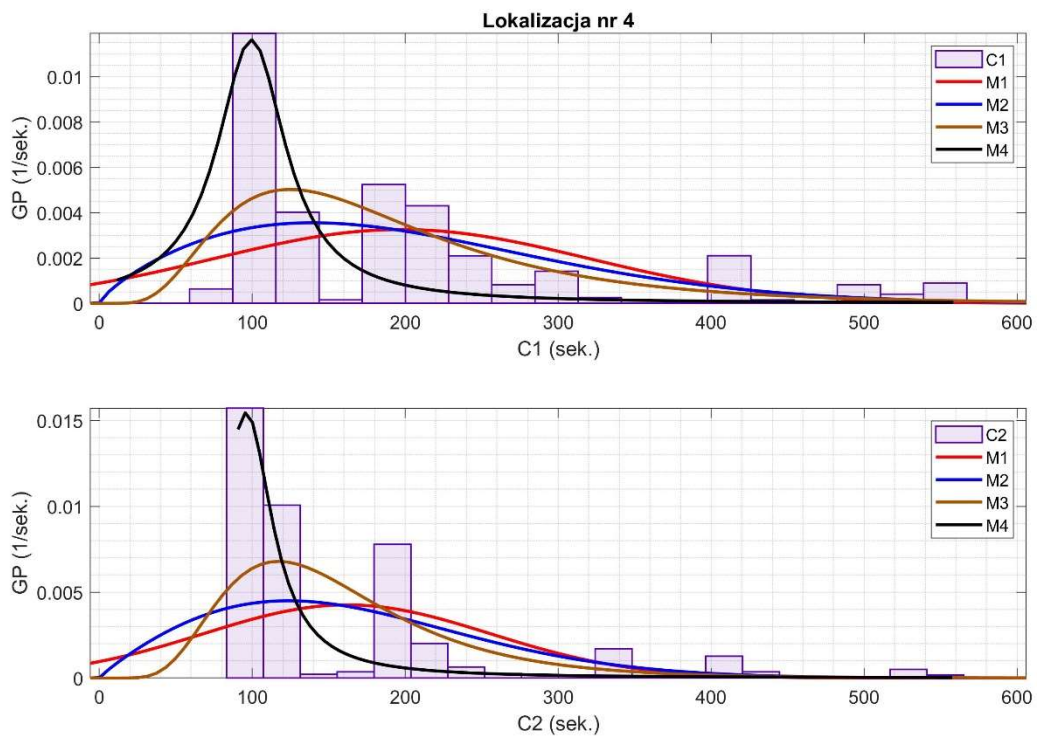 Lokalizacja nr 4
GP (1/sek.)
0.01
0.008
0.006
0.004
0.002
0
0 100 200 300 400 500 600
C1 (sek.)
C1
M1
M2
M3
M4
GP (1/sek.)
0.015
0.01
0.005
0
0 100 200 300 400 500 600
C2 (sek.)
C2
M1
M2
M3
M4